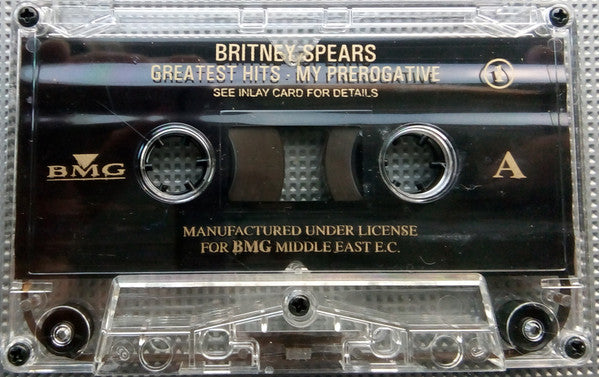 BRITNEY SPEARS
GREATEST HITS · MY PREROGATIVE
SEE INLAY CARD FOR DETAILS
BMG
A
MANUFACTURED UNDER LICENSE
FOR BMG MIDDLE EAST E.C.